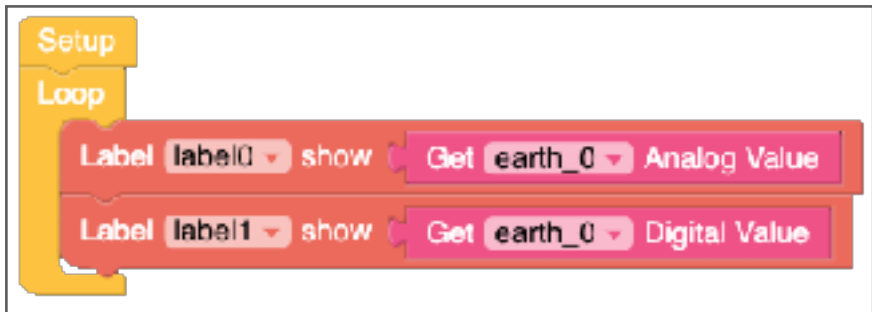 Setup
Loop
Label label0 show Get earth_0 Analog Value
Label label1 show Get earth_0 Digital Value